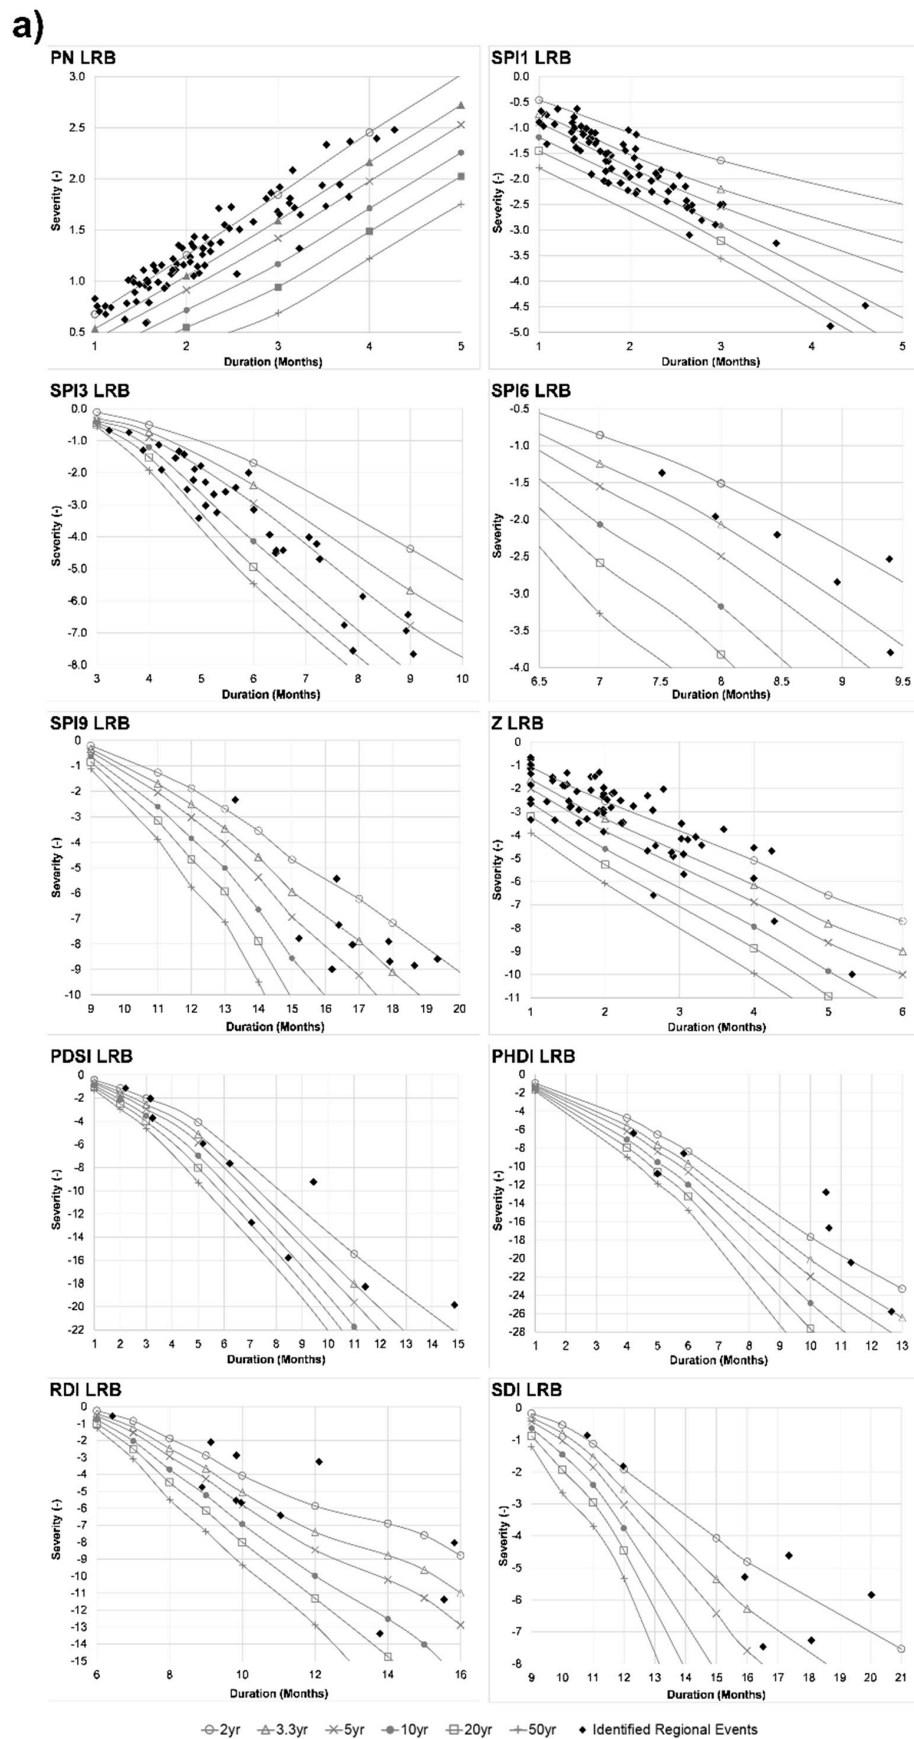 a)
PN LRB
3.0
2.5
2.0
1.5
1.0
0.5
Severity (-)
1 2 3 4 5
Duration (Months)
SPI1 LRB
0.0
-0.5
-1.0
-1.5
-2.0
-2.5
-3.0
-3.5
-4.0
-4.5
-5.0
Severity (-)
1 2 3 4 5
Duration (Months)
SPI3 LRB
0.0
-1.0
-2.0
-3.0
-4.0
-5.0
-6.0
-7.0
-8.0
Severity (-)
3 4 5 6 7 8 9 10
Duration (Months)
SPI6 LRB
-0.5
-1.0
-1.5
-2.0
-2.5
-3.0
-3.5
-4.0
Severity
6.5 7 7.5 8 8.5 9 9.5
Duration (Months)
SPI9 LRB
0
-1
-2
-3
-4
-5
-6
-7
-8
-9
-10
Severity (-)
9 10 11 12 13 14 15 16 17 18 19 20
Duration (Months)
Z LRB
0
-1
-2
-3
-4
-5
-6
-7
-8
-9
-10
-11
Severity (-)
1 2 3 4 5 6
Duration (Months)
PDSI LRB
0
-2
-4
-6
-8
-10
-12
-14
-16
-18
-20
-22
Severity (-)
1 2 3 4 5 6 7 8 9 10 11 12 13 14 15
Duration (Months)
PHDI LRB
0
-2
-4
-6
-8
-10
-12
-14
-16
-18
-20
-22
-24
-26
-28
Severity (-)
1 2 3 4 5 6 7 8 9 10 11 12 13
Duration (Months)
RDI LRB
0
-1
-2
-3
-4
-5
-6
-7
-8
-9
-10
-11
-12
-13
-14
-15
Severity (-)
6 8 10 12 14 16
Duration (Months)
SDI LRB
0
-1
-2
-3
-4
-5
-6
-7
-8
Severity (-)
9 10 11 12 13 14 15 16 17 18 19 20 21
Duration (Months)
2yr 3.3yr 5yr 10yr 20yr 50yr Identified Regional Events